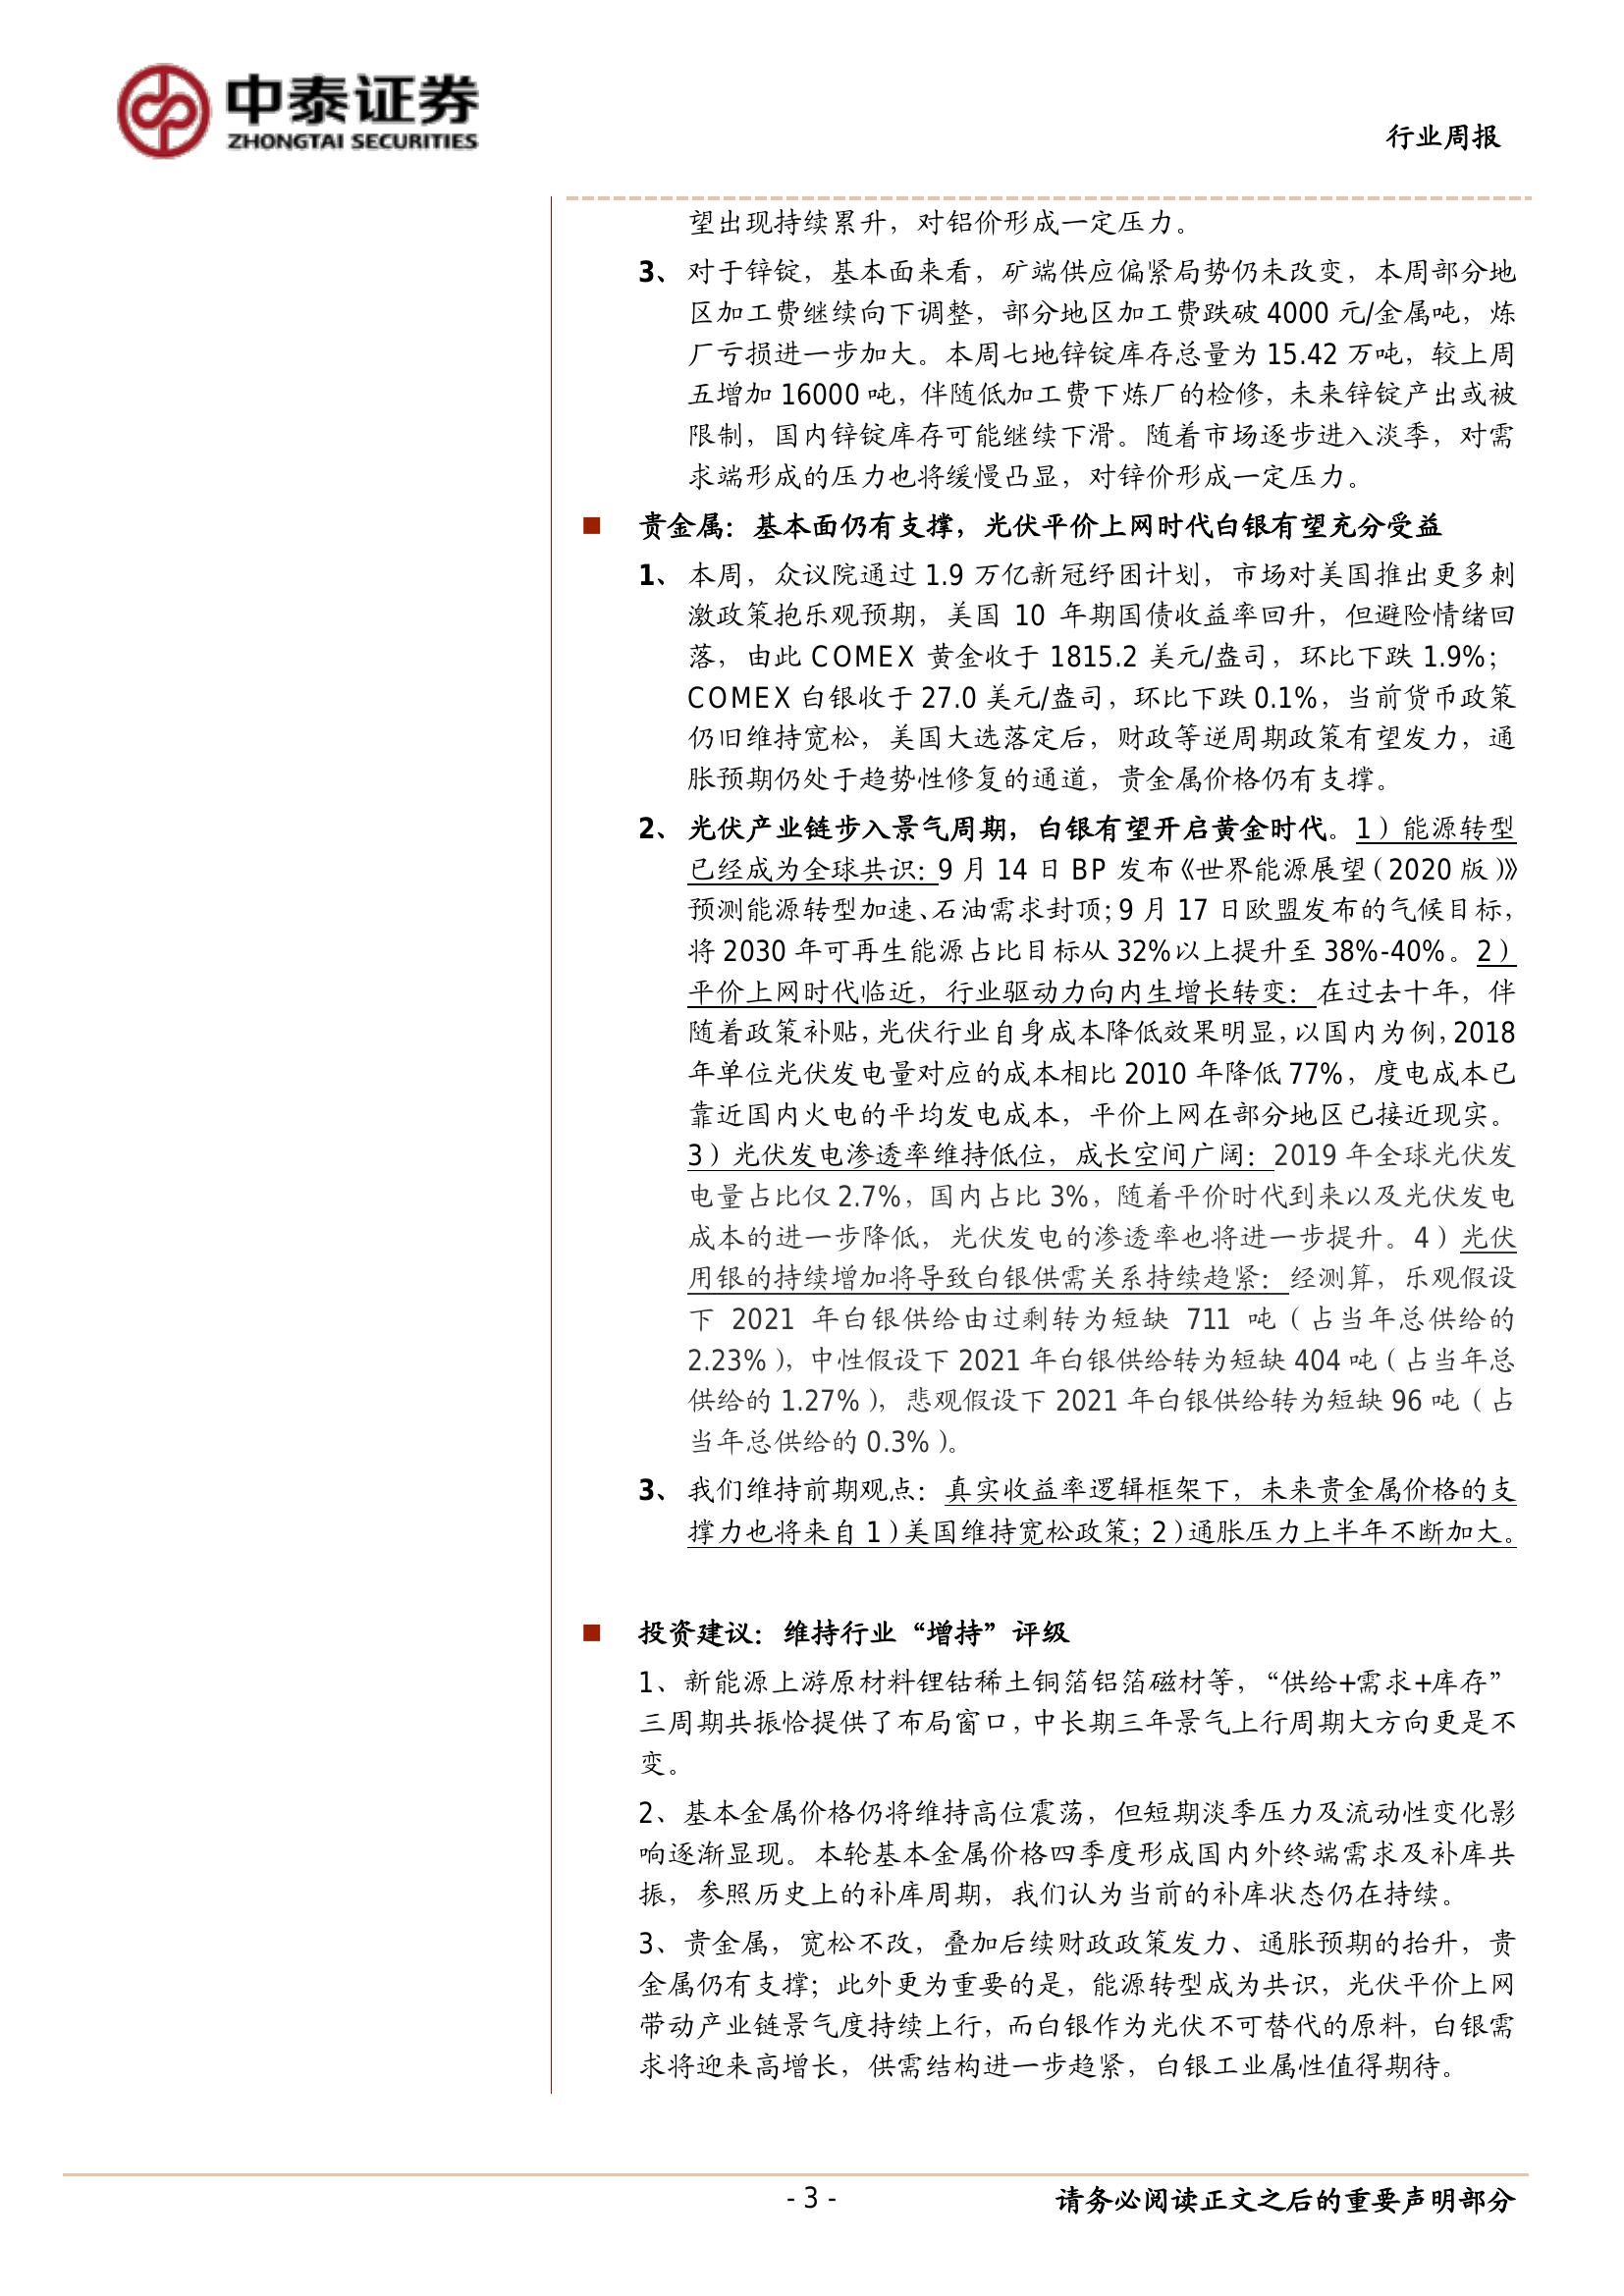 中泰证券
ZHONGTAI SECURITIES
行业周报
望出现持续累升，对铝价形成一定压力。
3、 对于锌锭，基本面来看，矿端供应偏紧局势仍未改变，本周部分地
区加工费继续向下调整，部分地区加工费跌破 4000 元/金属吨，炼
厂亏损进一步加大。本周七地锌锭库存总量为 15.42 万吨，较上周
五增加 16000 吨，伴随低加工费下炼厂的检修，未来锌锭产出或被
限制，国内锌锭库存可能继续下滑。随着市场逐步进入淡季，对需
求端形成的压力也将缓慢凸显，对锌价形成一定压力。
■ 贵金属：基本面仍有支撑，光伏平价上网时代白银有望充分受益
1、 本周，众议院通过 1.9 万亿新冠纾困计划，市场对美国推出更多刺
激政策抱乐观预期，美国 10 年期国债收益率回升，但避险情绪回
落，由此 COMEX 黄金收于 1815.2 美元/盎司，环比下跌 1.9%；
COMEX 白银收于 27.0 美元/盎司，环比下跌 0.1%，当前货币政策
仍旧维持宽松，美国大选落定后，财政等逆周期政策有望发力，通
胀预期仍处于趋势性修复的通道，贵金属价格仍有支撑。
2、 光伏产业链步入景气周期，白银有望开启黄金时代。1）能源转型
已经成为全球共识：9 月 14 日 BP 发布《世界能源展望（2020 版）》
预测能源转型加速、石油需求封顶；9 月 17 日欧盟发布的气候目标，
将 2030 年可再生能源占比目标从 32%以上提升至 38%-40%。2）
平价上网时代临近，行业驱动力向内生增长转变：在过去十年，伴
随着政策补贴，光伏行业自身成本降低效果明显，以国内为例，2018
年单位光伏发电量对应的成本相比 2010 年降低 77%，度电成本已
靠近国内火电的平均发电成本，平价上网在部分地区已接近现实。
3）光伏发电渗透率维持低位，成长空间广阔：2019 年全球光伏发
电量占比仅 2.7%，国内占比 3%，随着平价时代到来以及光伏发电
成本的进一步降低，光伏发电的渗透率也将进一步提升。4）光伏
用银的持续增加将导致白银供需关系持续趋紧：经测算，乐观假设
下 2021 年白银供给由过剩转为短缺 711 吨（占当年总供给的
2.23%），中性假设下 2021 年白银供给转为短缺 404 吨（占当年总
供给的 1.27%），悲观假设下 2021 年白银供给转为短缺 96 吨（占
当年总供给的 0.3%）。
3、 我们维持前期观点：真实收益率逻辑框架下，未来贵金属价格的支
撑力也将来自 1）美国维持宽松政策；2）通胀压力上半年不断加大。
■ 投资建议：维持行业“增持”评级
1、新能源上游原材料锂钴稀土铜箔铝箔磁材等，“供给+需求+库存”
三周期共振恰提供了布局窗口，中长期三年景气上行周期大方向更是不
变。
2、基本金属价格仍将维持高位震荡，但短期淡季压力及流动性变化影
响逐渐显现。本轮基本金属价格四季度形成国内外终端需求及补库共
振，参照历史上的补库周期，我们认为当前的补库状态仍在持续。
3、贵金属，宽松不改，叠加后续财政政策发力、通胀预期的抬升，贵
金属仍有支撑；此外更为重要的是，能源转型成为共识，光伏平价上网
带动产业链景气度持续上行，而白银作为光伏不可替代的原料，白银需
求将迎来高增长，供需结构进一步趋紧，白银工业属性值得期待。
- 3 -
请务必阅读正文之后的重要声明部分